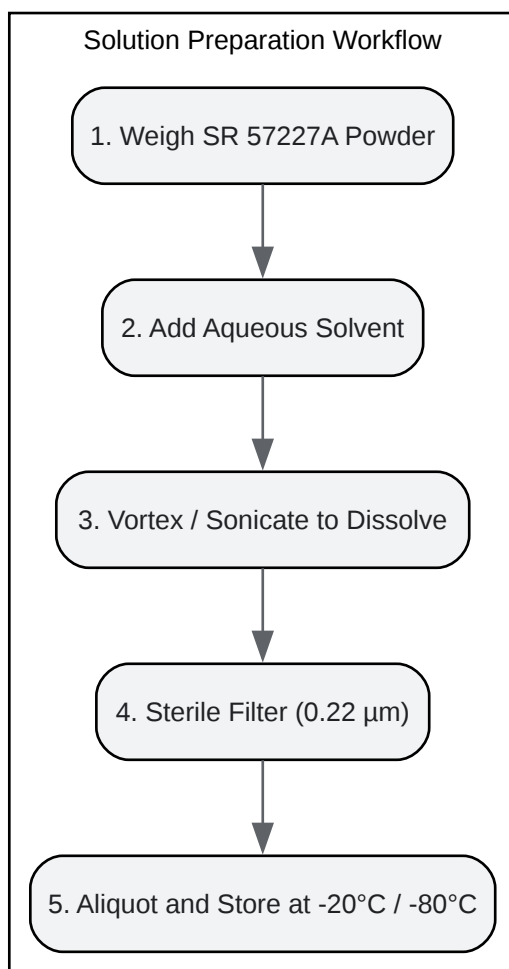 Solution Preparation Workflow
1. Weigh SR 57227A Powder
2. Add Aqueous Solvent
3. Vortex / Sonicate to Dissolve
4. Sterile Filter (0.22 µm)
5. Aliquot and Store at -20°C / -80°C